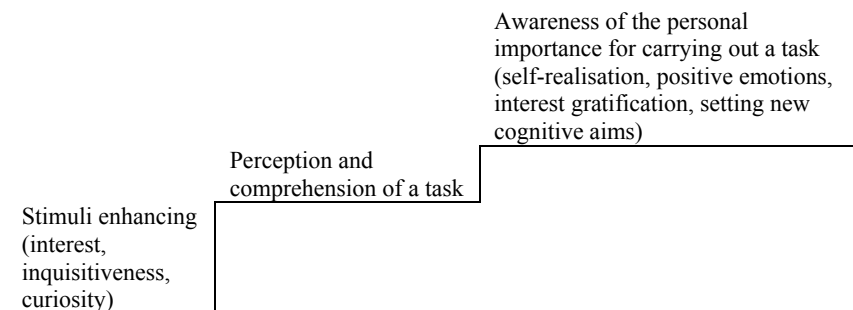 Awareness of the personal
importance for carrying out a task
(self-realisation, positive emotions,
interest gratification, setting new
cognitive aims)
Perception and
comprehension of a task
Stimuli enhancing
(interest,
inquisitiveness,
curiosity)